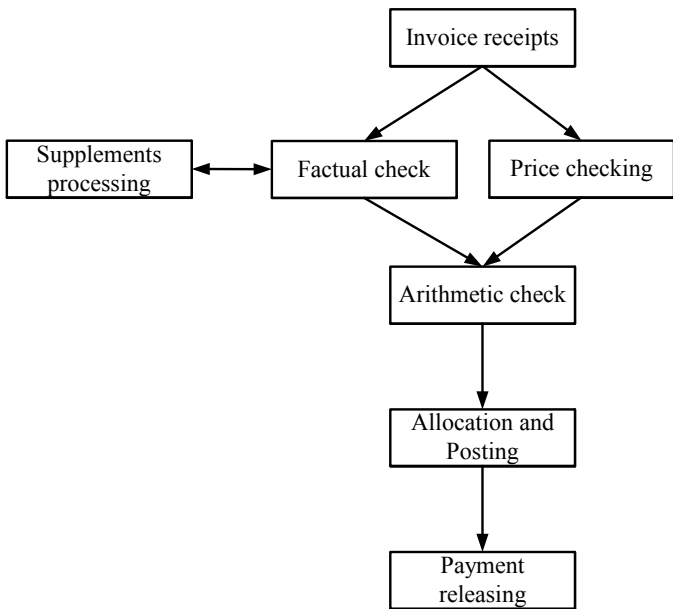 Invoice receipts
Supplements
processing
Factual check
Price checking
Arithmetic check
Allocation and
Posting
Payment
releasing